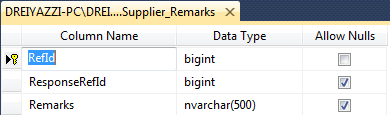 DREIYAZZI-PC\DREI....Supplier_Remarks
Column Name Data Type Allow Nulls
RefId bigint
ResponseRefId bigint
Remarks nvarchar(500)